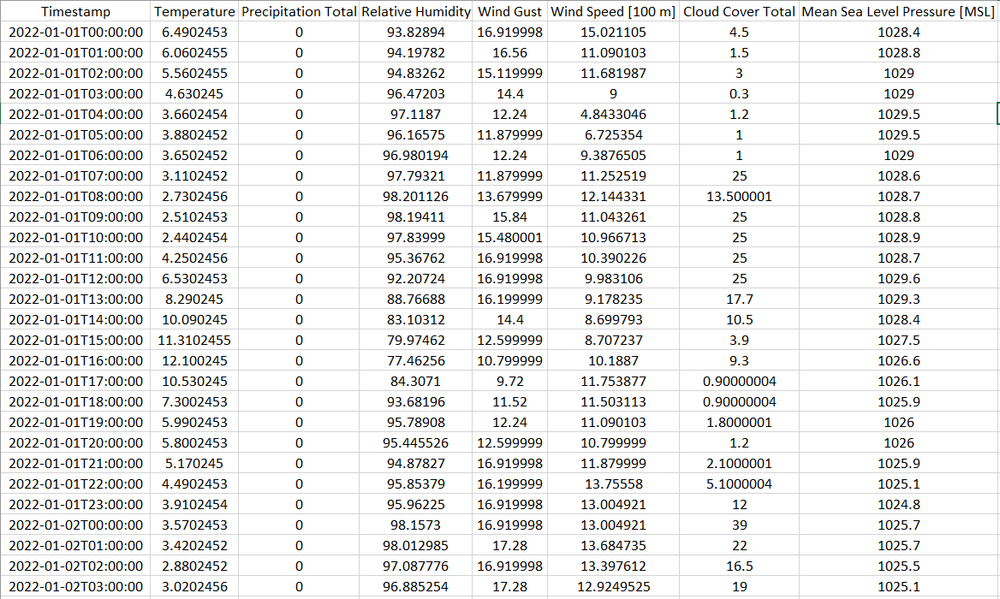 Timestamp Temperature Precipitation Total Relative Humidity Wind Gust Wind Speed [100 m] Cloud Cover Total Mean Sea Level Pressure [MSL]
2022-01-01T00:00:00 6.4902453 0 93.82894 16.919998 15.021105 4.5 1028.4
2022-01-01T01:00:00 6.0602455 0 94.19782 16.56 11.090103 1.5 1028.8
2022-01-01T02:00:00 5.5602455 0 94.83262 15.119999 11.681987 3 1029
2022-01-01T03:00:00 4.630245 0 96.47203 14.4 9 0.3 1029
2022-01-01T04:00:00 3.6602454 0 97.1187 12.24 4.8433046 1.2 1029.5
2022-01-01T05:00:00 3.8802452 0 96.16575 11.879999 6.725354 1 1029.5
2022-01-01T06:00:00 3.6502452 0 96.980194 12.24 9.3876505 1 1029
2022-01-01T07:00:00 3.1102452 0 97.79321 11.879999 11.252519 25 1028.6
2022-01-01T08:00:00 2.7302456 0 98.201126 13.679999 12.144331 13.500001 1028.7
2022-01-01T09:00:00 2.5102453 0 98.19411 15.84 11.043261 25 1028.8
2022-01-01T10:00:00 2.4402454 0 97.83999 15.480001 10.966713 25 1028.9
2022-01-01T11:00:00 4.2502456 0 95.36762 16.919998 10.390226 25 1028.7
2022-01-01T12:00:00 6.5302453 0 92.20724 16.919998 9.983106 25 1029.6
2022-01-01T13:00:00 8.290245 0 88.76688 16.199999 9.178235 17.7 1029.3
2022-01-01T14:00:00 10.090245 0 83.10312 14.4 8.699793 10.5 1028.4
2022-01-01T15:00:00 11.3102455 0 79.97462 12.599999 8.707237 3.9 1027.5
2022-01-01T16:00:00 12.100245 0 77.46256 10.799999 10.1887 9.3 1026.6
2022-01-01T17:00:00 10.530245 0 84.3071 9.72 11.753877 0.90000004 1026.1
2022-01-01T18:00:00 7.3002453 0 93.68196 11.52 11.503113 0.90000004 1025.9
2022-01-01T19:00:00 5.9902453 0 95.78908 12.24 11.090103 1.8000001 1026
2022-01-01T20:00:00 5.8002453 0 95.445526 12.599999 10.799999 1.2 1026
2022-01-01T21:00:00 5.170245 0 94.87827 16.919998 11.879999 2.1000001 1025.9
2022-01-01T22:00:00 4.4902453 0 95.85379 16.199999 13.75558 5.1000004 1025.1
2022-01-01T23:00:00 3.9102454 0 95.96225 16.919998 13.004921 12 1024.8
2022-01-02T00:00:00 3.5702453 0 98.1573 16.919998 13.004921 39 1025.7
2022-01-02T01:00:00 3.4202452 0 98.012985 17.28 13.684735 22 1025.7
2022-01-02T02:00:00 2.8802452 0 97.087776 16.919998 13.397612 16.5 1025.5
2022-01-02T03:00:00 3.0202456 0 96.885254 17.28 12.9249525 19 1025.1